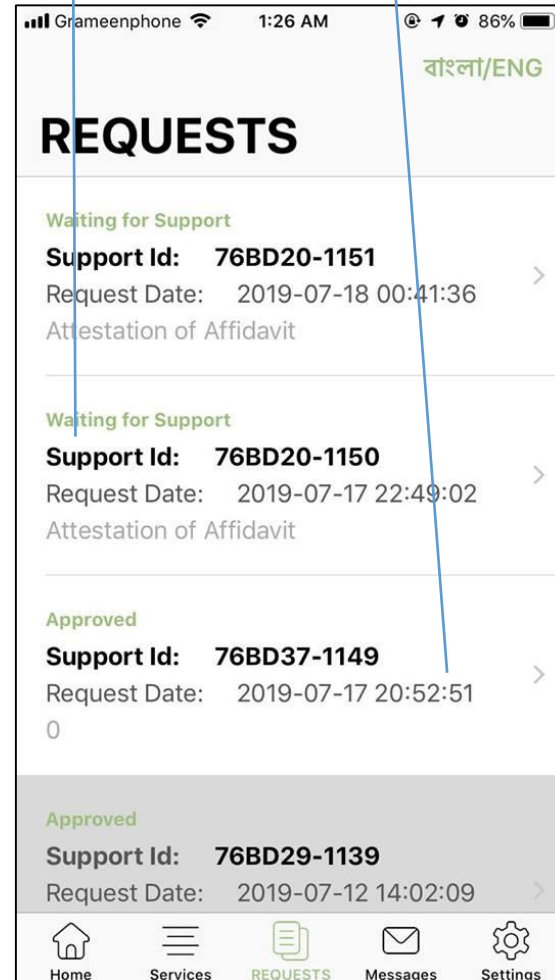 Grameenphone 1:26 AM 86%
বাংলা/ENG
REQUESTS
Waiting for Support
Support Id: 76BD20-1151
Request Date: 2019-07-18 00:41:36
Attestation of Affidavit
Waiting for Support
Support Id: 76BD20-1150
Request Date: 2019-07-17 22:49:02
Attestation of Affidavit
Approved
Support Id: 76BD37-1149
Request Date: 2019-07-17 20:52:51
0
Approved
Support Id: 76BD29-1139
Request Date: 2019-07-12 14:02:09
Home Services REQUESTS Messages Settings